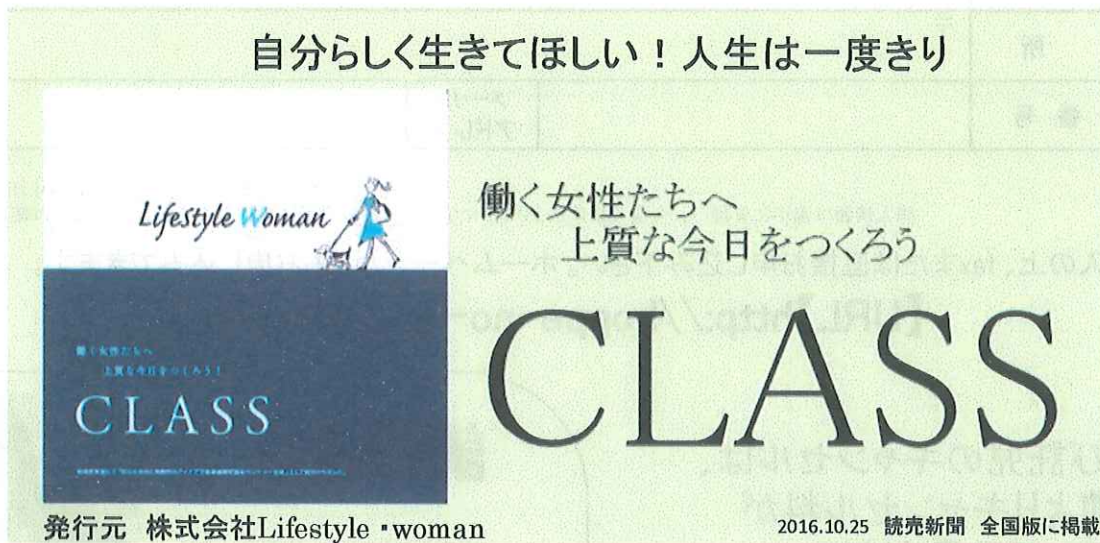 自分らしく生きてほしい！人生は一度きり
Lifestyle Woman
働く女性たちへ
上質な今日をつくろう！
CLASS
働く女性たちへ
上質な今日をつくろう
CLASS
発行元 株式会社Lifestyle・woman
2016.10.25 読売新聞 全国版に掲載